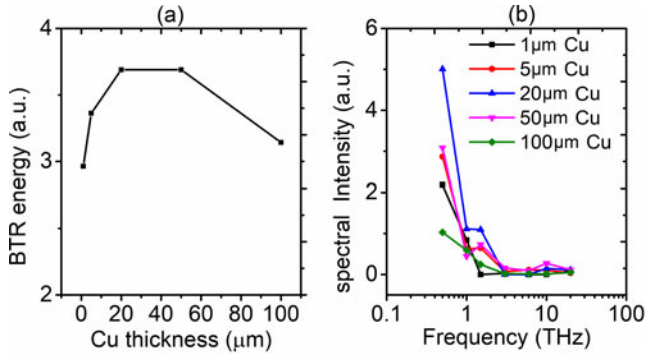 (a)
BTR energy (a.u.)
4
3
2
0 20 40 60 80 100
Cu thickness (μm)
(b)
spectral Intensity (a.u.)
6
4
2
0
1μm Cu
5μm Cu
20μm Cu
50μm Cu
100μm Cu
0.1 1 10 100
Frequency (THz)